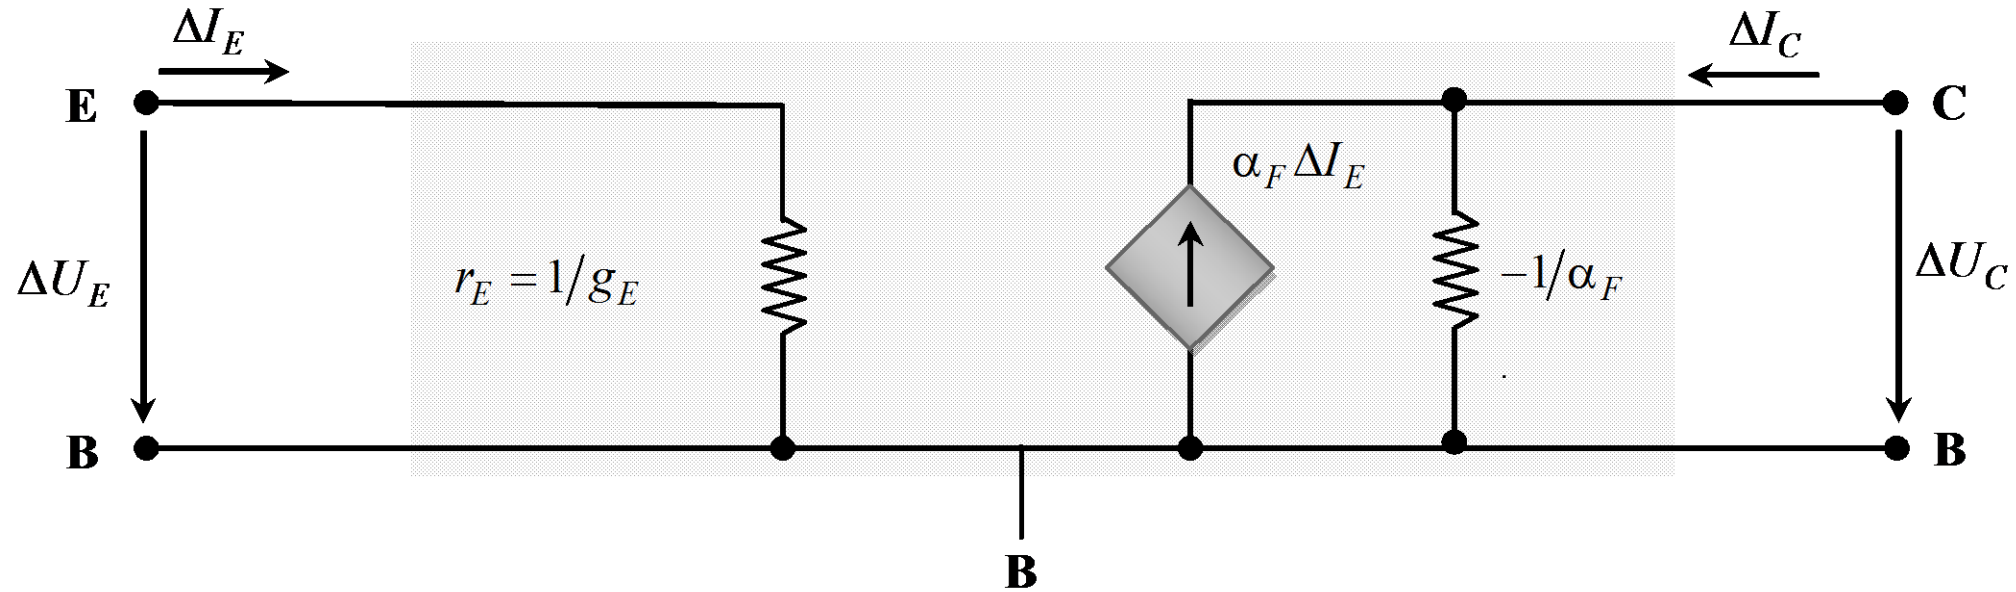 ΔI_E
ΔI_C
E
C
α_F ΔI_E
ΔU_E
r_E = 1/g_E
−1/α_F
ΔU_C
B
B
B